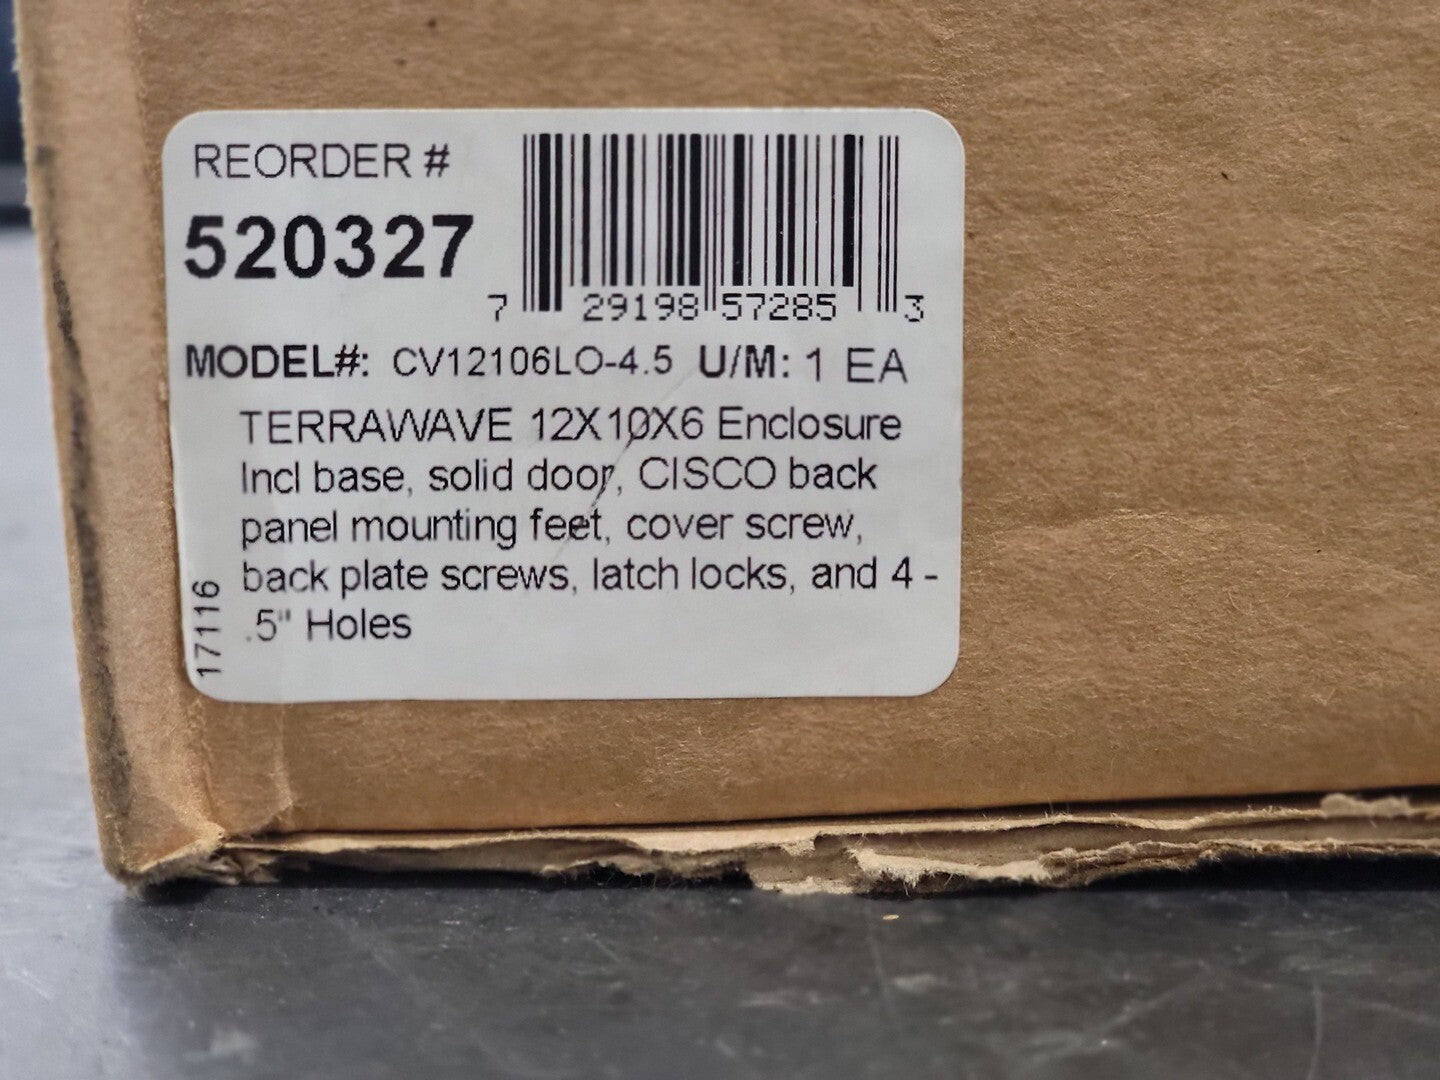 REORDER #
520327
7 29198 57285 3
MODEL#: CV12106LO-4.5 U/M: 1 EA
TERRAWAVE 12X10X6 Enclosure
Incl base, solid door, CISCO back
panel mounting feet, cover screw,
back plate screws, latch locks, and 4 -
.5" Holes
17116